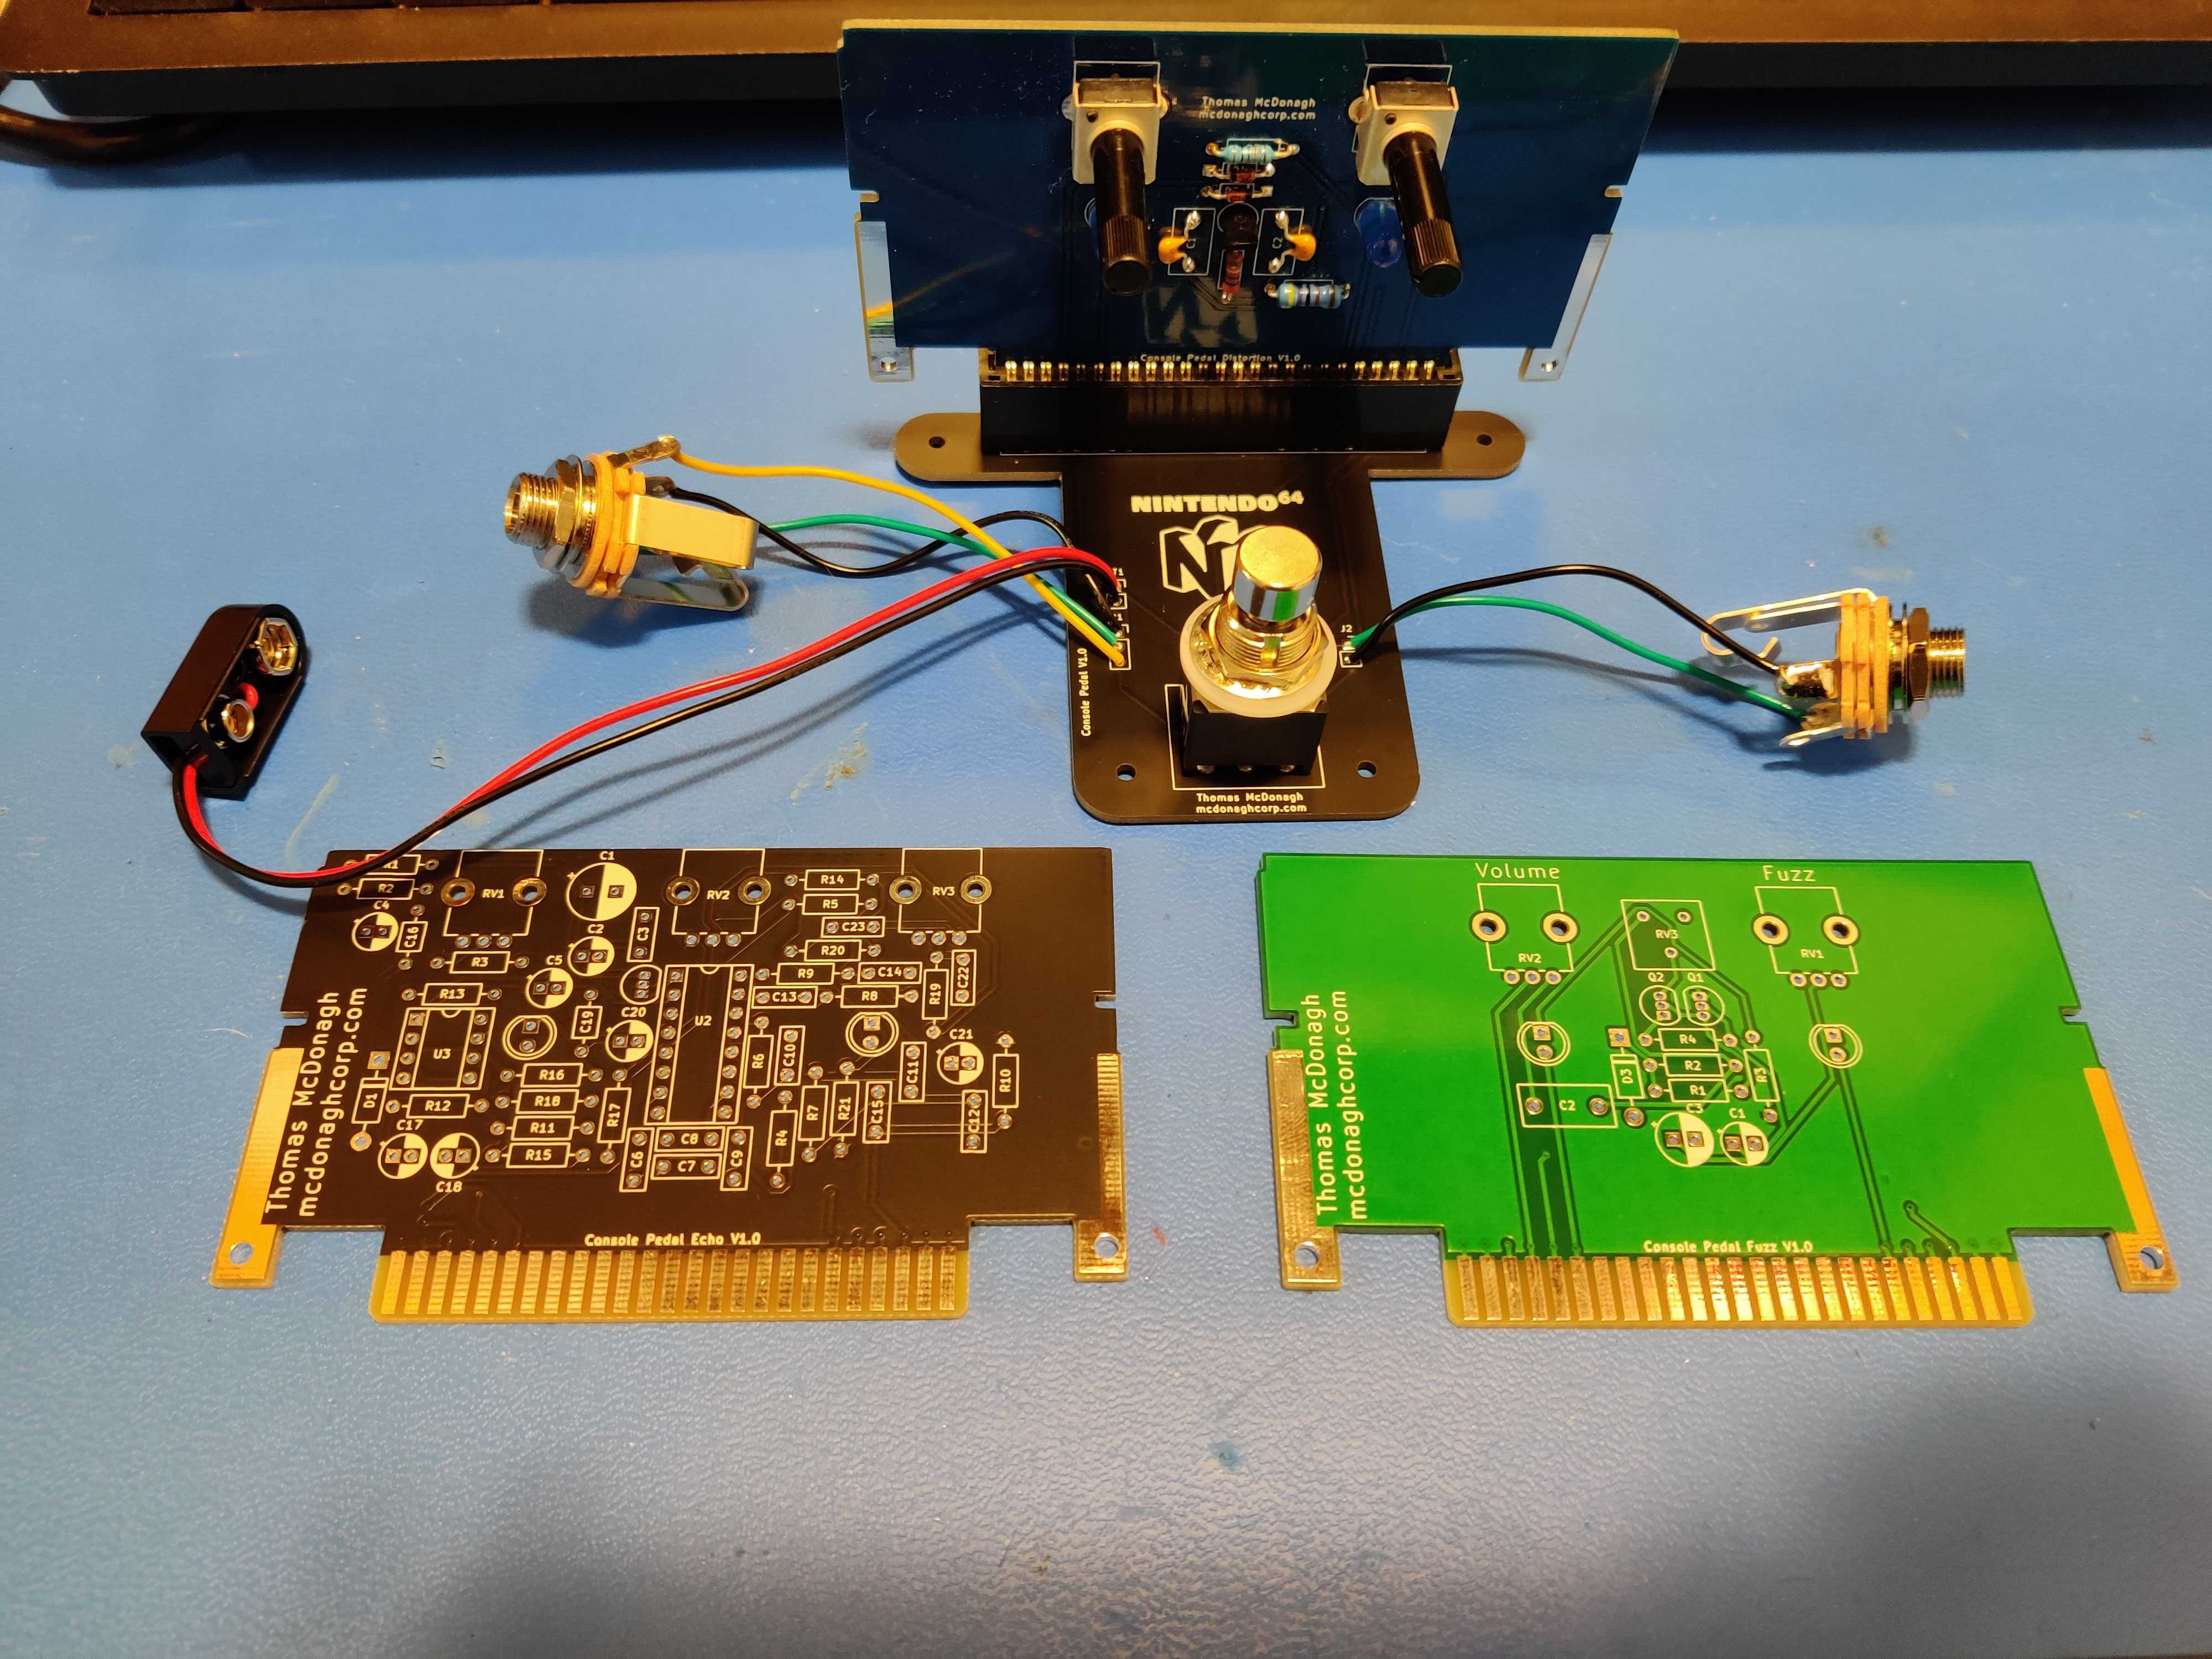 Thomas McDonagh
mcdonaghcorp.com
C1
C2
Console Pedal Distortion V1.0
NINTENDO64
J2
Console Pedal V1.0
Thomas McDonagh
mcdonaghcorp.com
R1
R2
C4
C16
RV1
C1
RV2
R14
R5
RV3
C23
C3
C2
R3
C5
R20
R9
C14
R13
C13
R8
R19
C22
U3
C19
C20
U2
R6
C10
C11
C21
R10
R16
D1
R12
R18
R17
R11
R15
C17
C18
C6
C8
C7
C9
R4
R7
R21
C15
C12
Thomas McDonagh
mcdonaghcorp.com
Console Pedal Echo V1.0
Volume
Fuzz
RV2
RV3
RV1
Q2
Q1
R4
R2
R1
D3
R3
C2
C3
C1
Thomas McDonagh
mcdonaghcorp.com
Console Pedal Fuzz V1.0